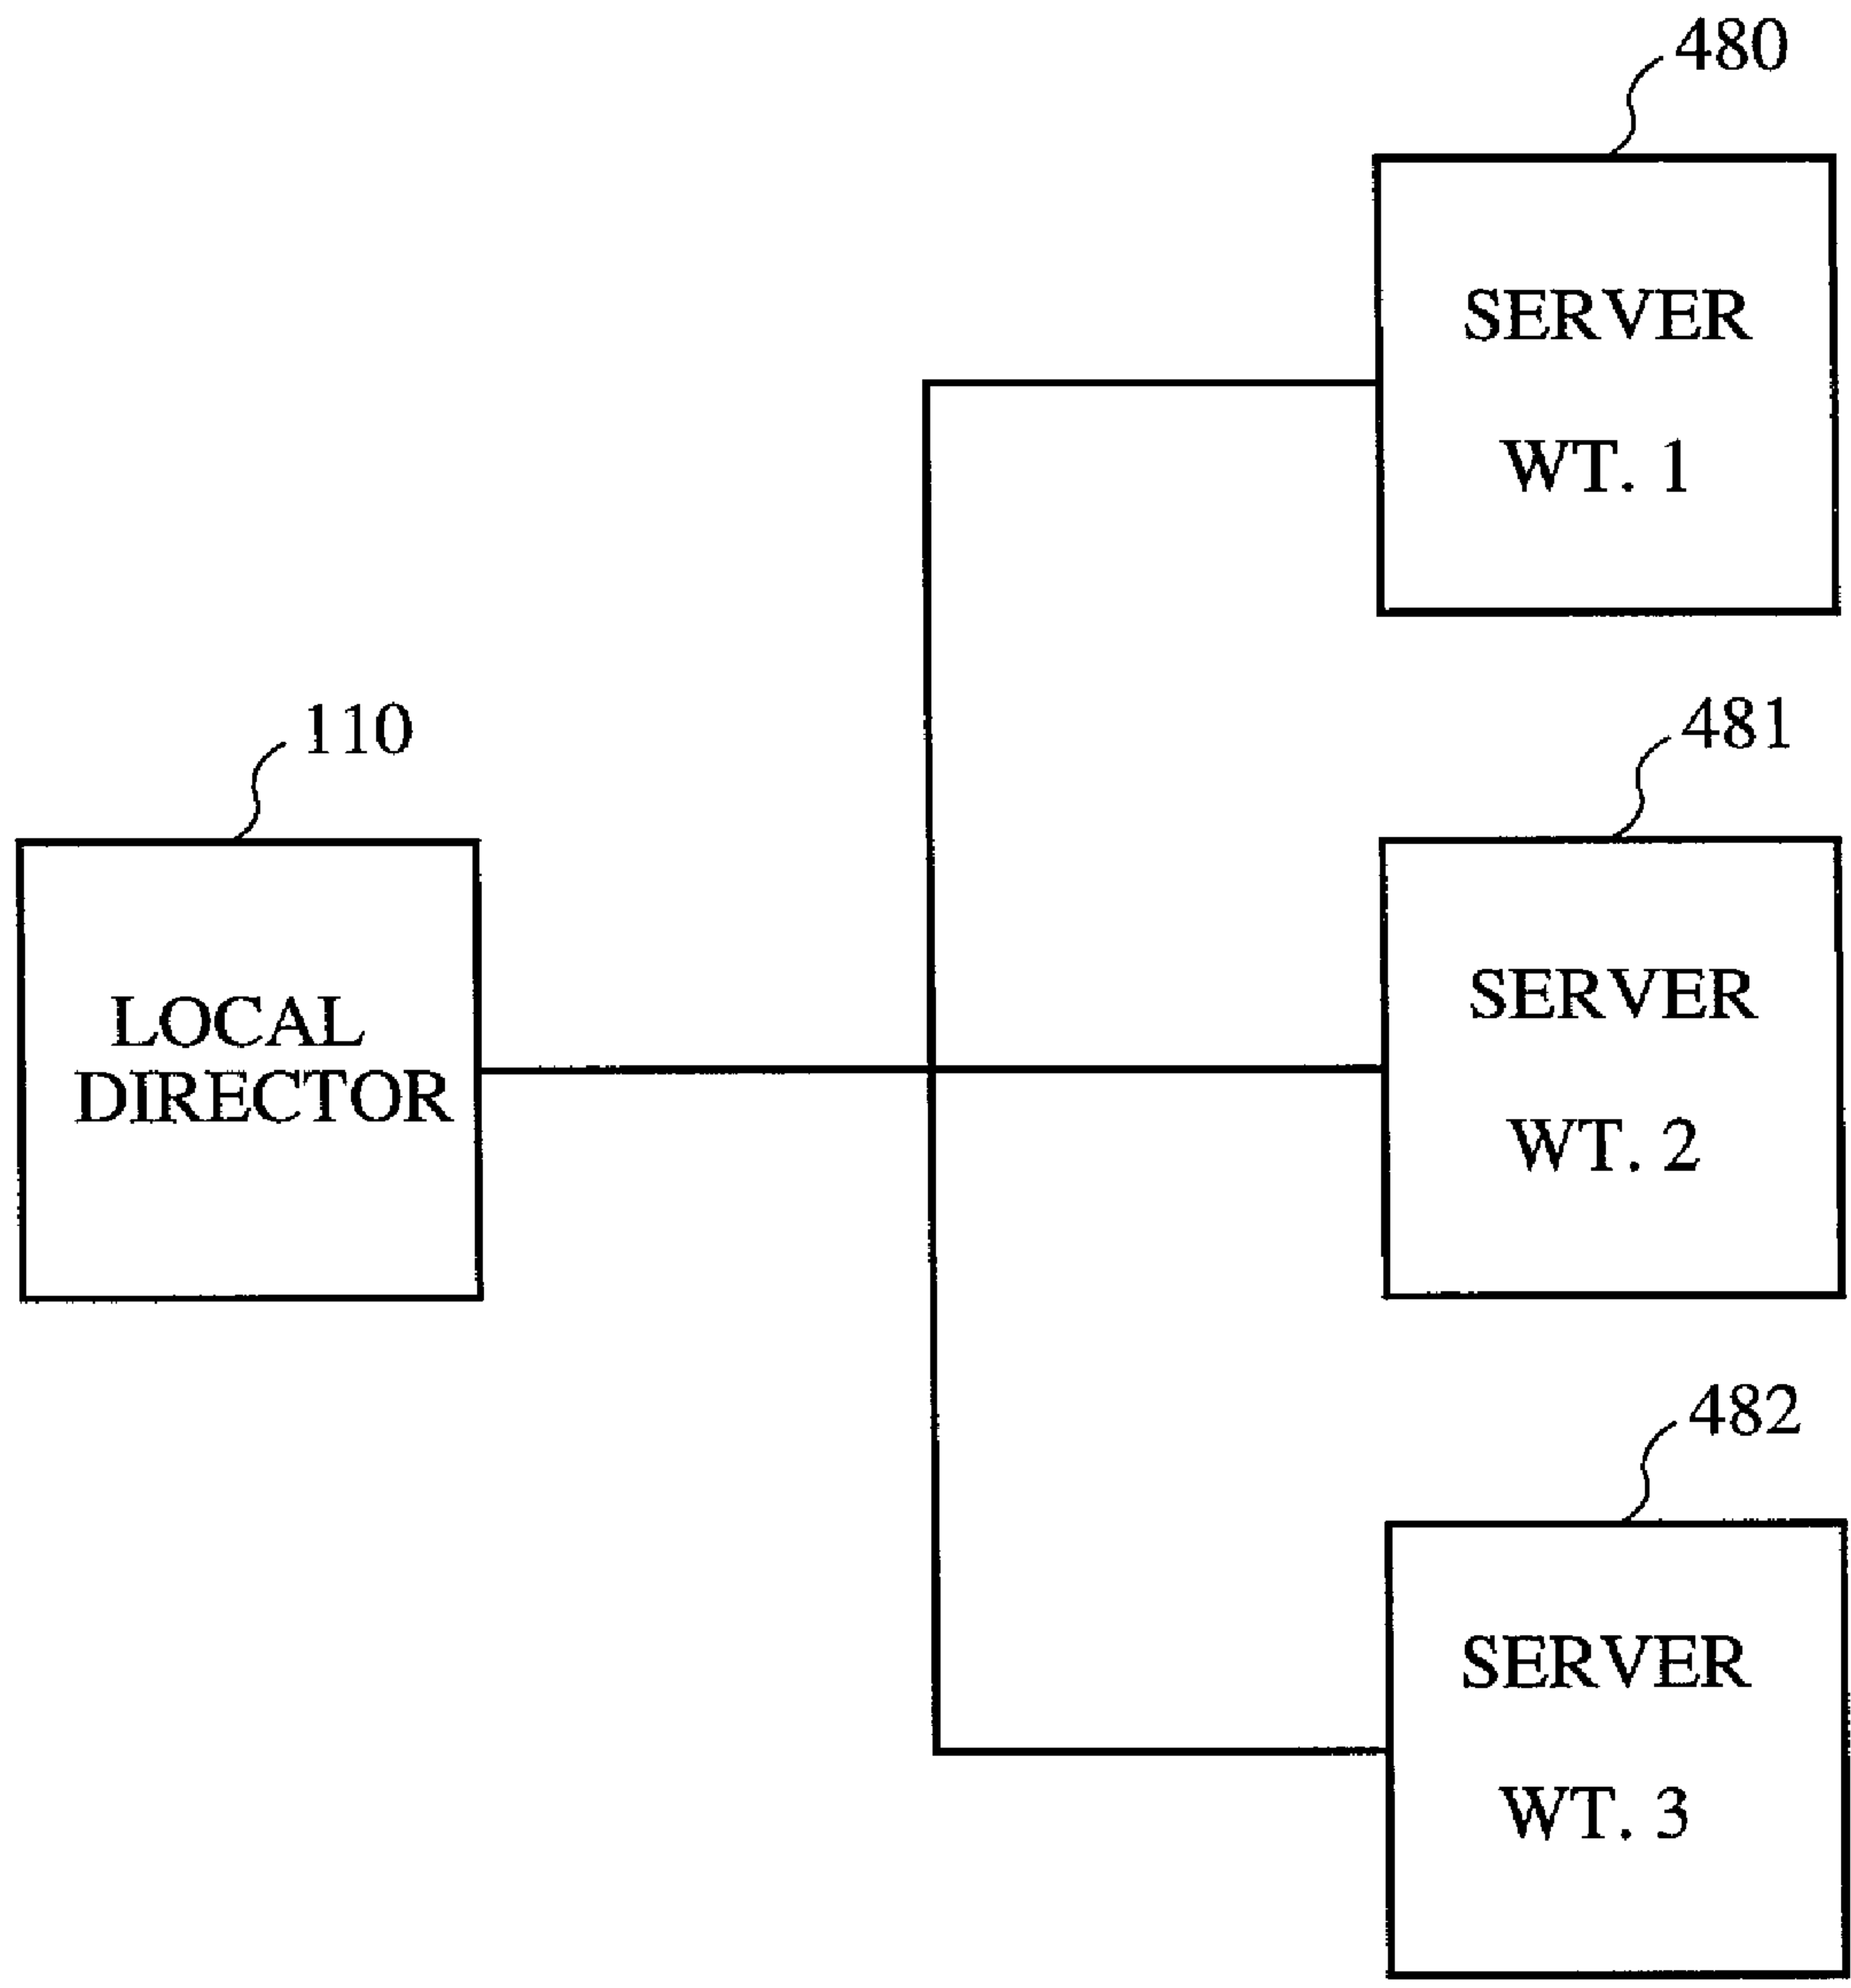 480
SERVER
WT. 1
110
LOCAL
DIRECTOR
481
SERVER
WT. 2
482
SERVER
WT. 3